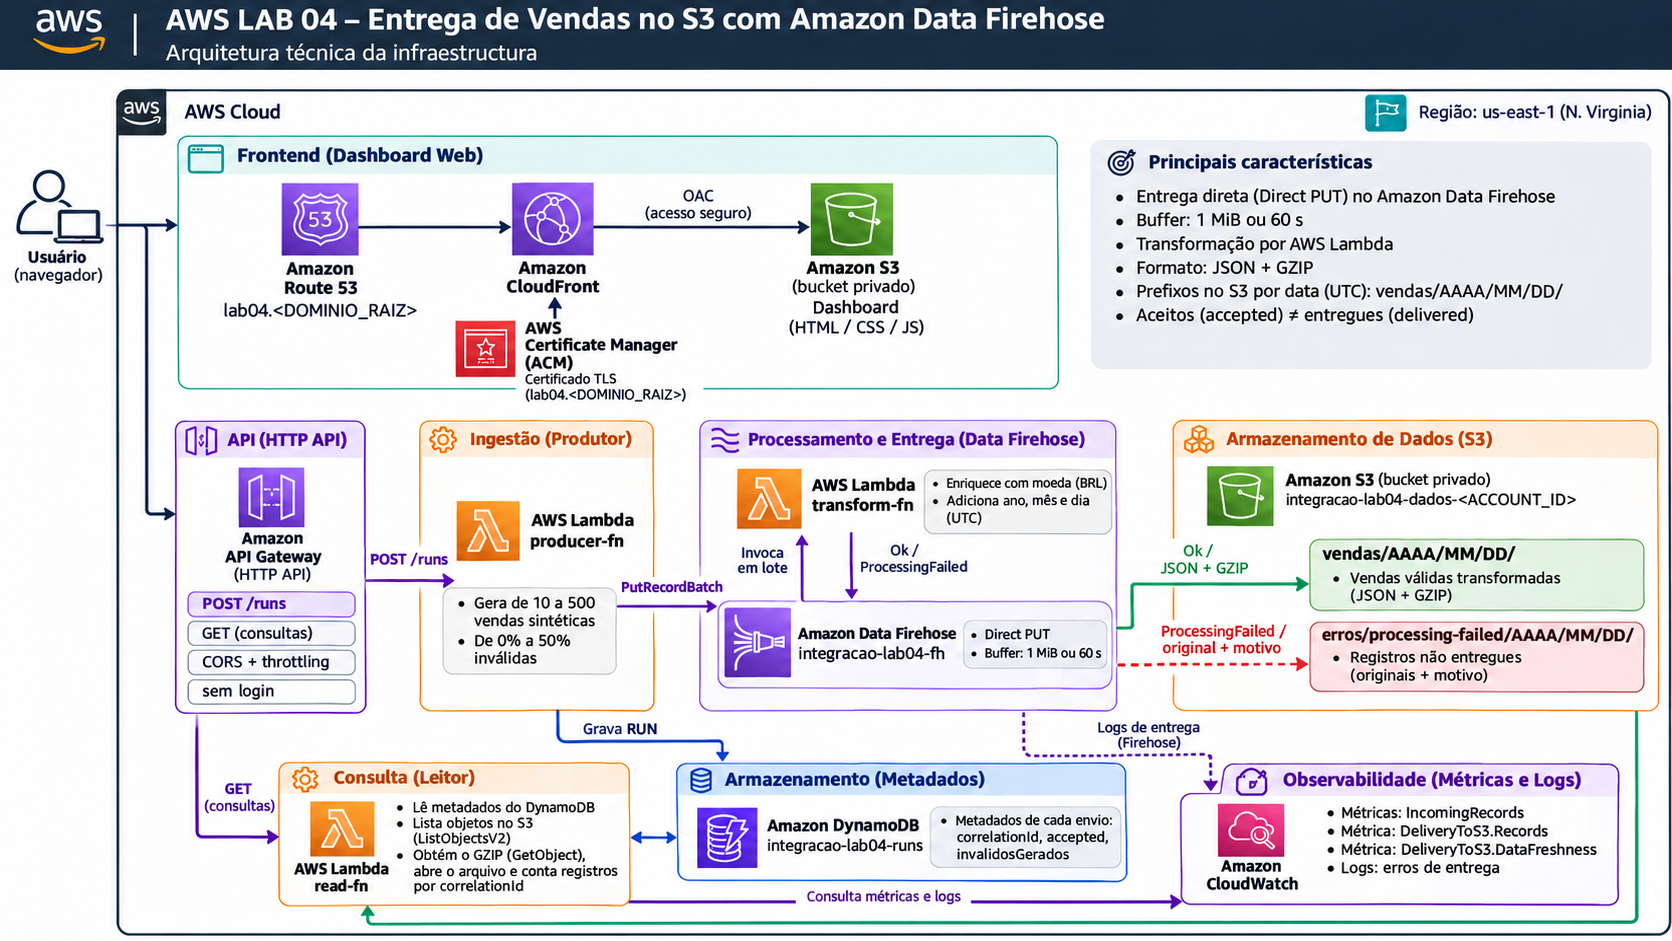 aws
AWS LAB 04 – Entrega de Vendas no S3 com Amazon Data Firehose
Arquitetura técnica da infraestructura
aws
AWS Cloud
Região: us-east-1 (N. Virginia)
Usuário
(navegador)
Frontend (Dashboard Web)
53
Amazon
Route 53
lab04.<DOMINIO_RAIZ>
Amazon
CloudFront
OAC
(acesso seguro)
Amazon S3
(bucket privado)
Dashboard
(HTML / CSS / JS)
AWS
Certificate Manager
(ACM)
Certificado TLS
(lab04.<DOMINIO_RAIZ>)
Principais características
• Entrega direta (Direct PUT) no Amazon Data Firehose
• Buffer: 1 MiB ou 60 s
• Transformação por AWS Lambda
• Formato: JSON + GZIP
• Prefixos no S3 por data (UTC): vendas/AAAA/MM/DD/
• Aceitos (accepted) ≠ entregues (delivered)
API (HTTP API)
Amazon
API Gateway
(HTTP API)
POST /runs
GET (consultas)
CORS + throttling
sem login
POST /runs
Ingestão (Produtor)
AWS Lambda
producer-fn
• Gera de 10 a 500
vendas sintéticas
• De 0% a 50%
inválidas
PutRecordBatch
Processamento e Entrega (Data Firehose)
AWS Lambda
transform-fn
• Enriquece com moeda (BRL)
• Adiciona ano, mês e dia
(UTC)
Invoca
em lote
Ok /
ProcessingFailed
Amazon Data Firehose
integracao-lab04-fh
• Direct PUT
• Buffer: 1 MiB ou 60 s
Ok /
JSON + GZIP
ProcessingFailed /
original + motivo
Armazenamento de Dados (S3)
Amazon S3 (bucket privado)
integracao-lab04-dados-<ACCOUNT_ID>
vendas/AAAA/MM/DD/
• Vendas válidas transformadas
(JSON + GZIP)
erros/processing-failed/AAAA/MM/DD/
• Registros não entregues
(originais + motivo)
Grava RUN
Logs de entrega
(Firehose)
GET
(consultas)
Consulta (Leitor)
AWS Lambda
read-fn
• Lê metadados do DynamoDB
• Lista objetos no S3
(ListObjectsV2)
• Obtém o GZIP (GetObject),
abre o arquivo e conta registros
por correlationId
Armazenamento (Metadados)
Amazon DynamoDB
integracao-lab04-runs
• Metadados de cada envio:
correlationId, accepted,
invalidosGerados
Consulta métricas e logs
Observabilidade (Métricas e Logs)
Amazon
CloudWatch
• Métricas: IncomingRecords
• Métrica: DeliveryToS3.Records
• Métrica: DeliveryToS3.DataFreshness
• Logs: erros de entrega